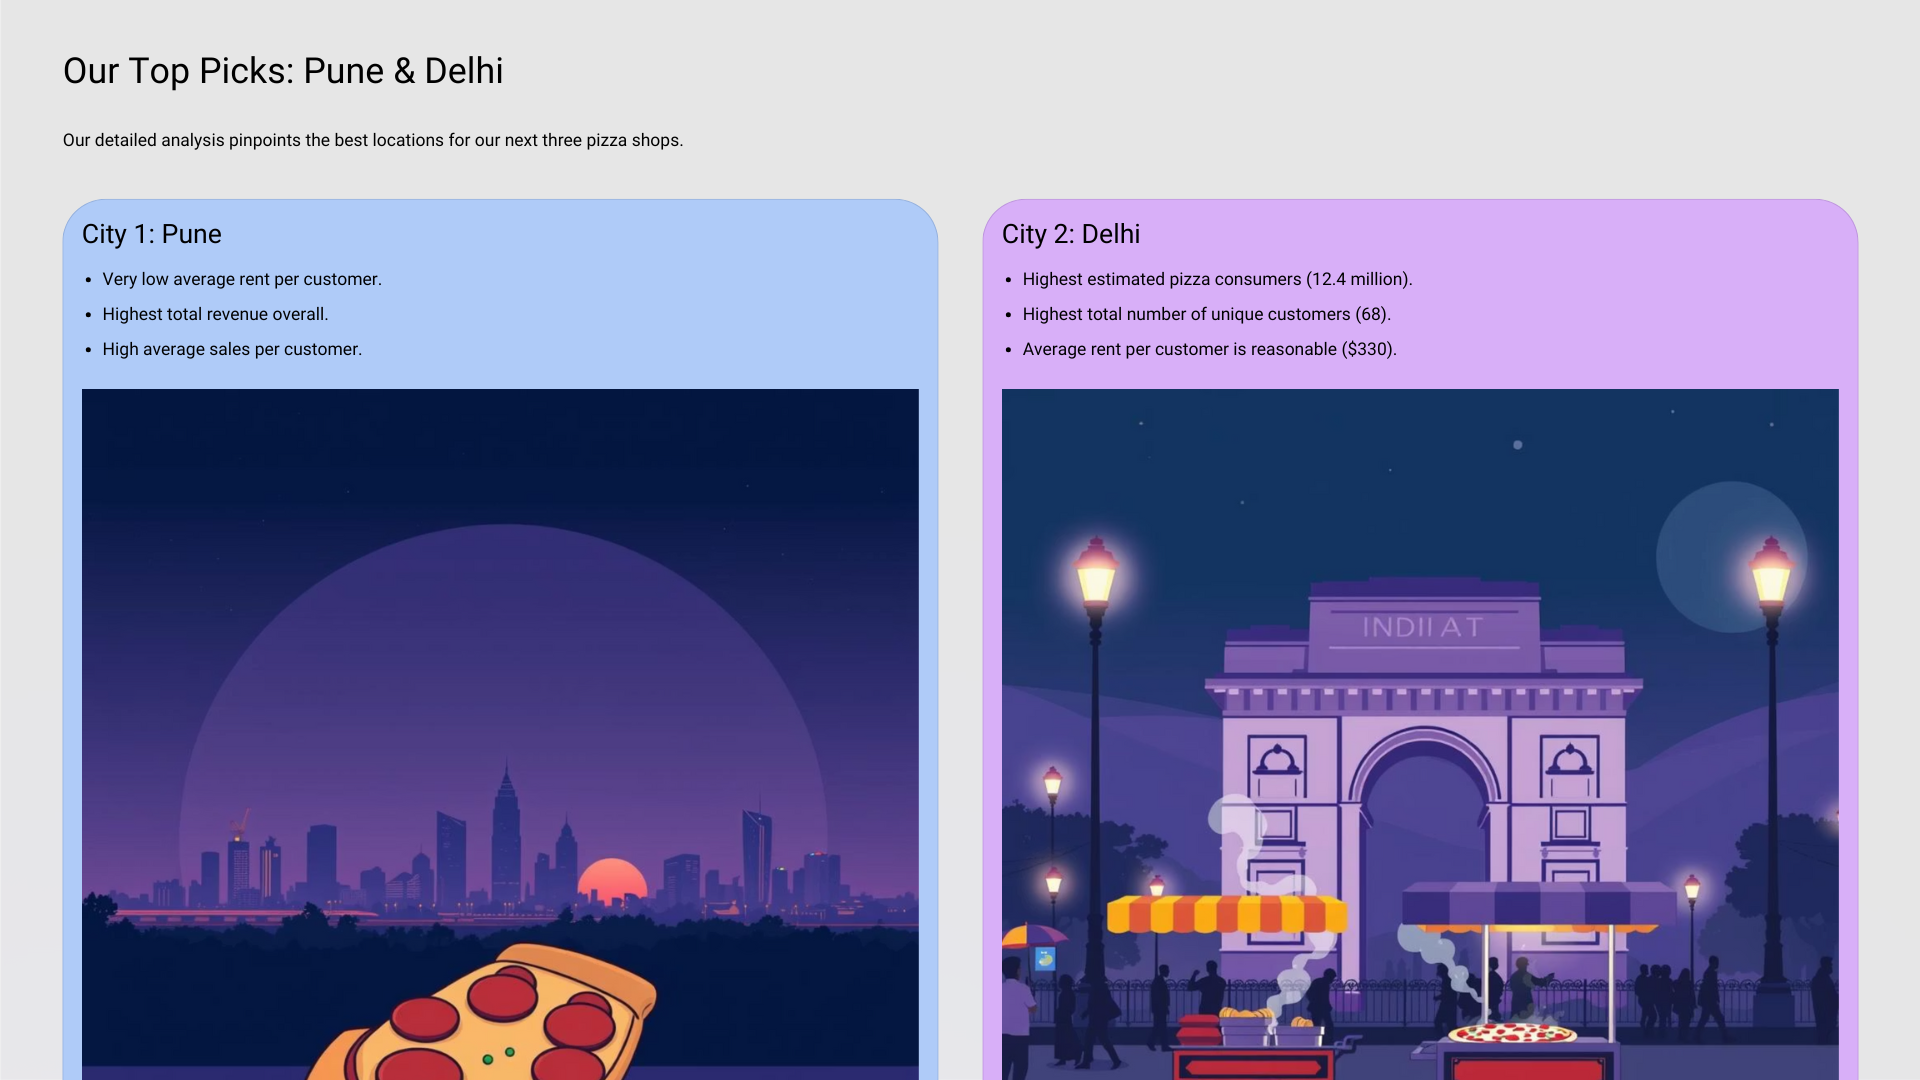 Our Top Picks: Pune & Delhi
Our detailed analysis pinpoints the best locations for our next three pizza shops.
City 1: Pune
• Very low average rent per customer.
• Highest total revenue overall.
• High average sales per customer.
City 2: Delhi
• Highest estimated pizza consumers (12.4 million).
• Highest total number of unique customers (68).
• Average rent per customer is reasonable ($330).
INDII AT